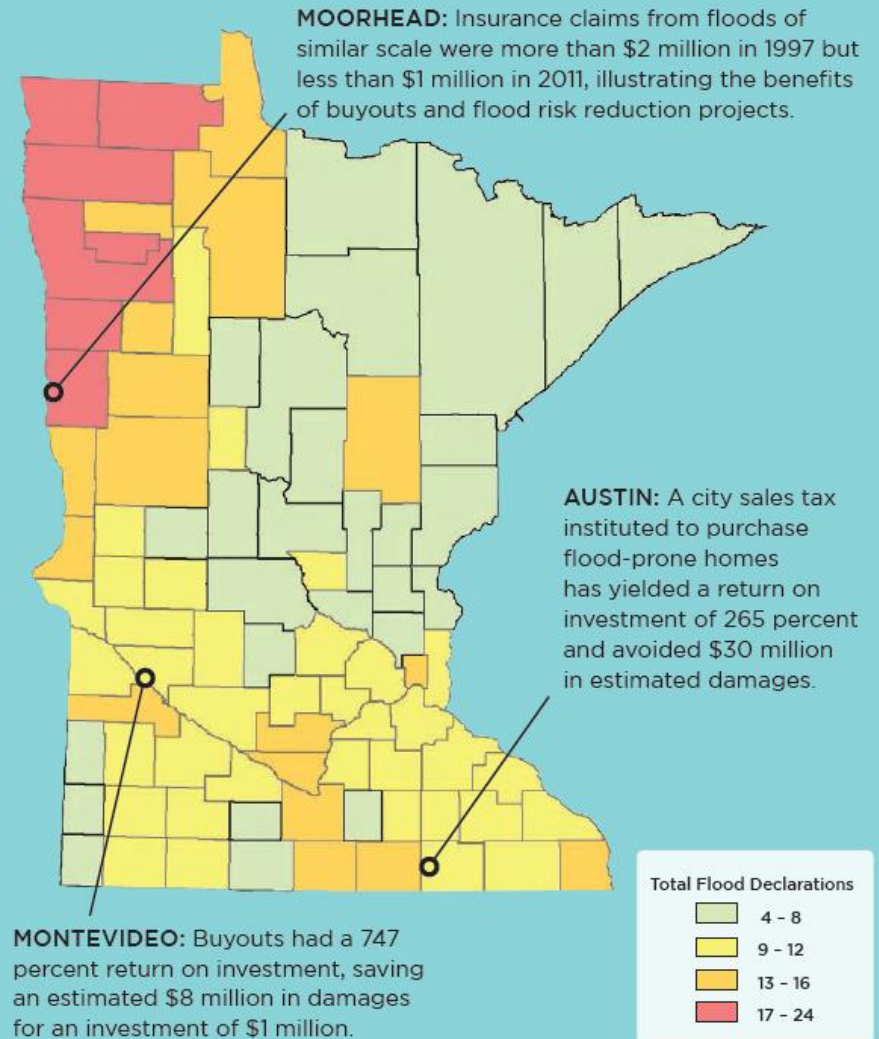 MOORHEAD: Insurance claims from floods of
similar scale were more than $2 million in 1997 but
less than $1 million in 2011, illustrating the benefits
of buyouts and flood risk reduction projects.
AUSTIN: A city sales tax
instituted to purchase
flood-prone homes
has yielded a return on
investment of 265 percent
and avoided $30 million
in estimated damages.
MONTEVIDEO: Buyouts had a 747
percent return on investment, saving
an estimated $8 million in damages
for an investment of $1 million.
Total Flood Declarations
4 – 8
9 – 12
13 – 16
17 – 24